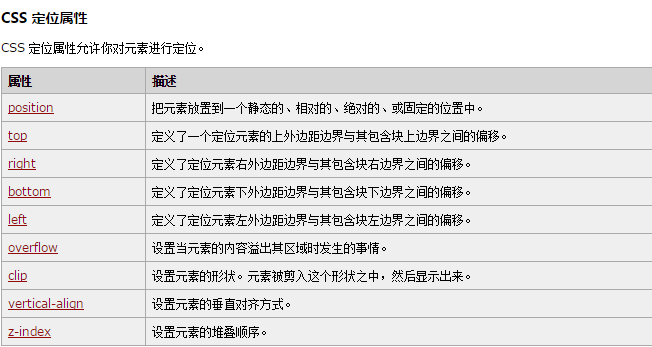 CSS 定位属性
CSS 定位属性允许你对元素进行定位。
属性 描述
position 把元素放置到一个静态的、相对的、绝对的、或固定的位置中。
top 定义了一个定位元素的上外边距边界与其包含块上边界之间的偏移。
right 定义了定位元素右外边距边界与其包含块右边界之间的偏移。
bottom 定义了定位元素下外边距边界与其包含块下边界之间的偏移。
left 定义了定位元素左外边距边界与其包含块左边界之间的偏移。
overflow 设置当元素的内容溢出其区域时发生的事情。
clip 设置元素的形状。元素被剪入这个形状之中，然后显示出来。
vertical-align 设置元素的垂直对齐方式。
z-index 设置元素的堆叠顺序。